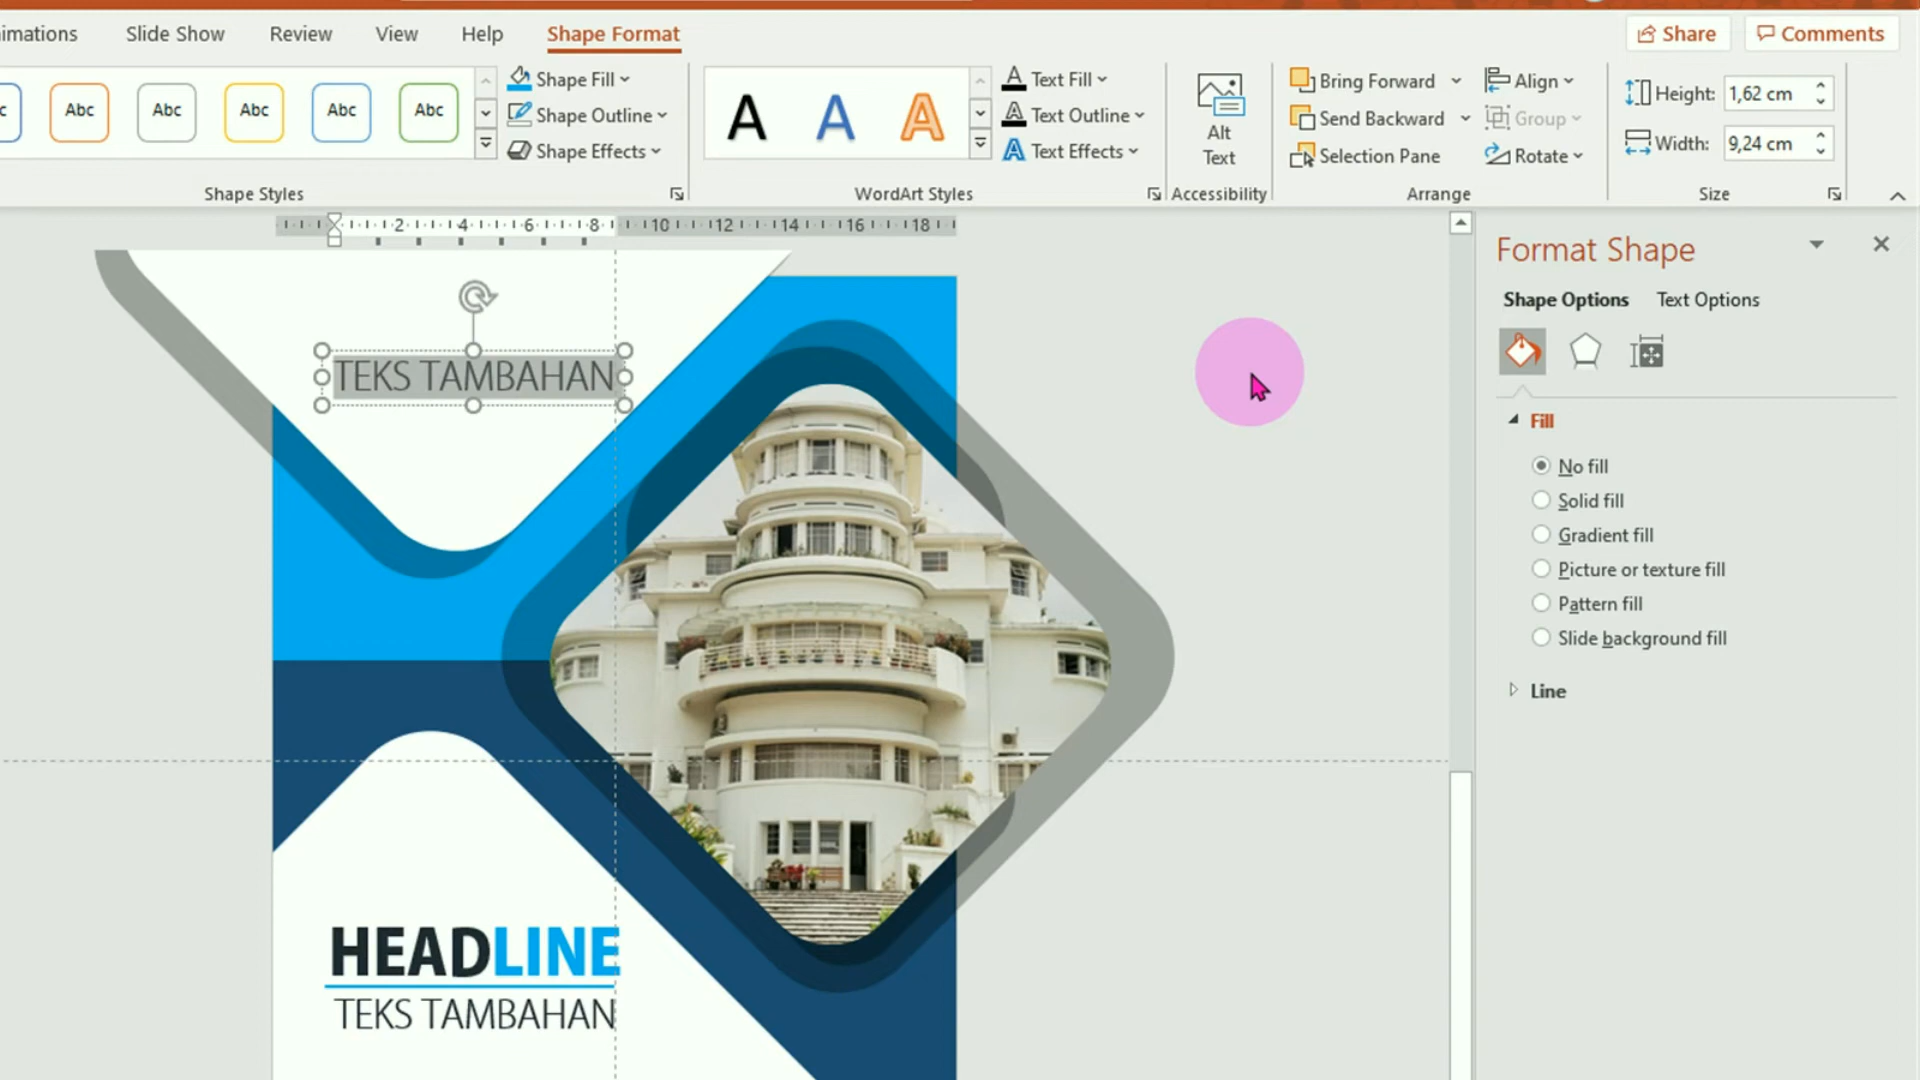 imations Slide Show Review View Help Shape Format Share Comments
c Abc Abc Abc Abc Abc
Shape Fill
Shape Outline
Shape Effects
Shape Styles
A A A
Text Fill
Text Outline
Text Effects
WordArt Styles
Alt
Text
Accessibility
Bring Forward
Send Backward
Selection Pane
Align
Group
Rotate
Arrange
Height: 1,62 cm
Width: 9,24 cm
Size
2 4 6 8 10 12 14 16 18
TEKS TAMBAHAN
HEADLINE
TEKS TAMBAHAN
Format Shape
Shape Options Text Options
Fill
No fill
Solid fill
Gradient fill
Picture or texture fill
Pattern fill
Slide background fill
Line